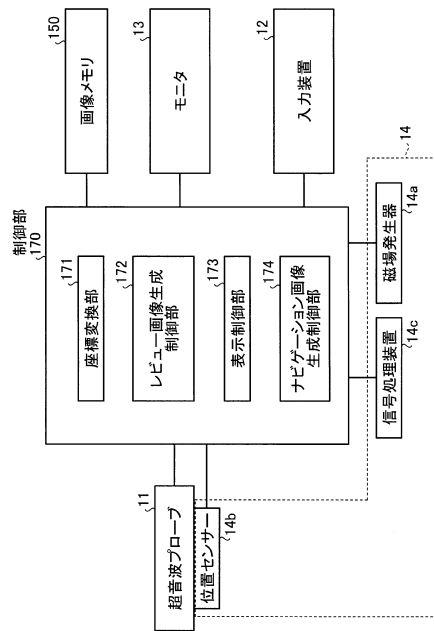 150
画像メモリ
13
モニタ
12
入力装置
制御部
170
171
座標変換部
172
レビュー画像生成
制御部
173
表示制御部
174
ナビゲーション画像
生成制御部
14
14a
磁場発生器
14c
信号処理装置
11
超音波プローブ
位置センサー
14b